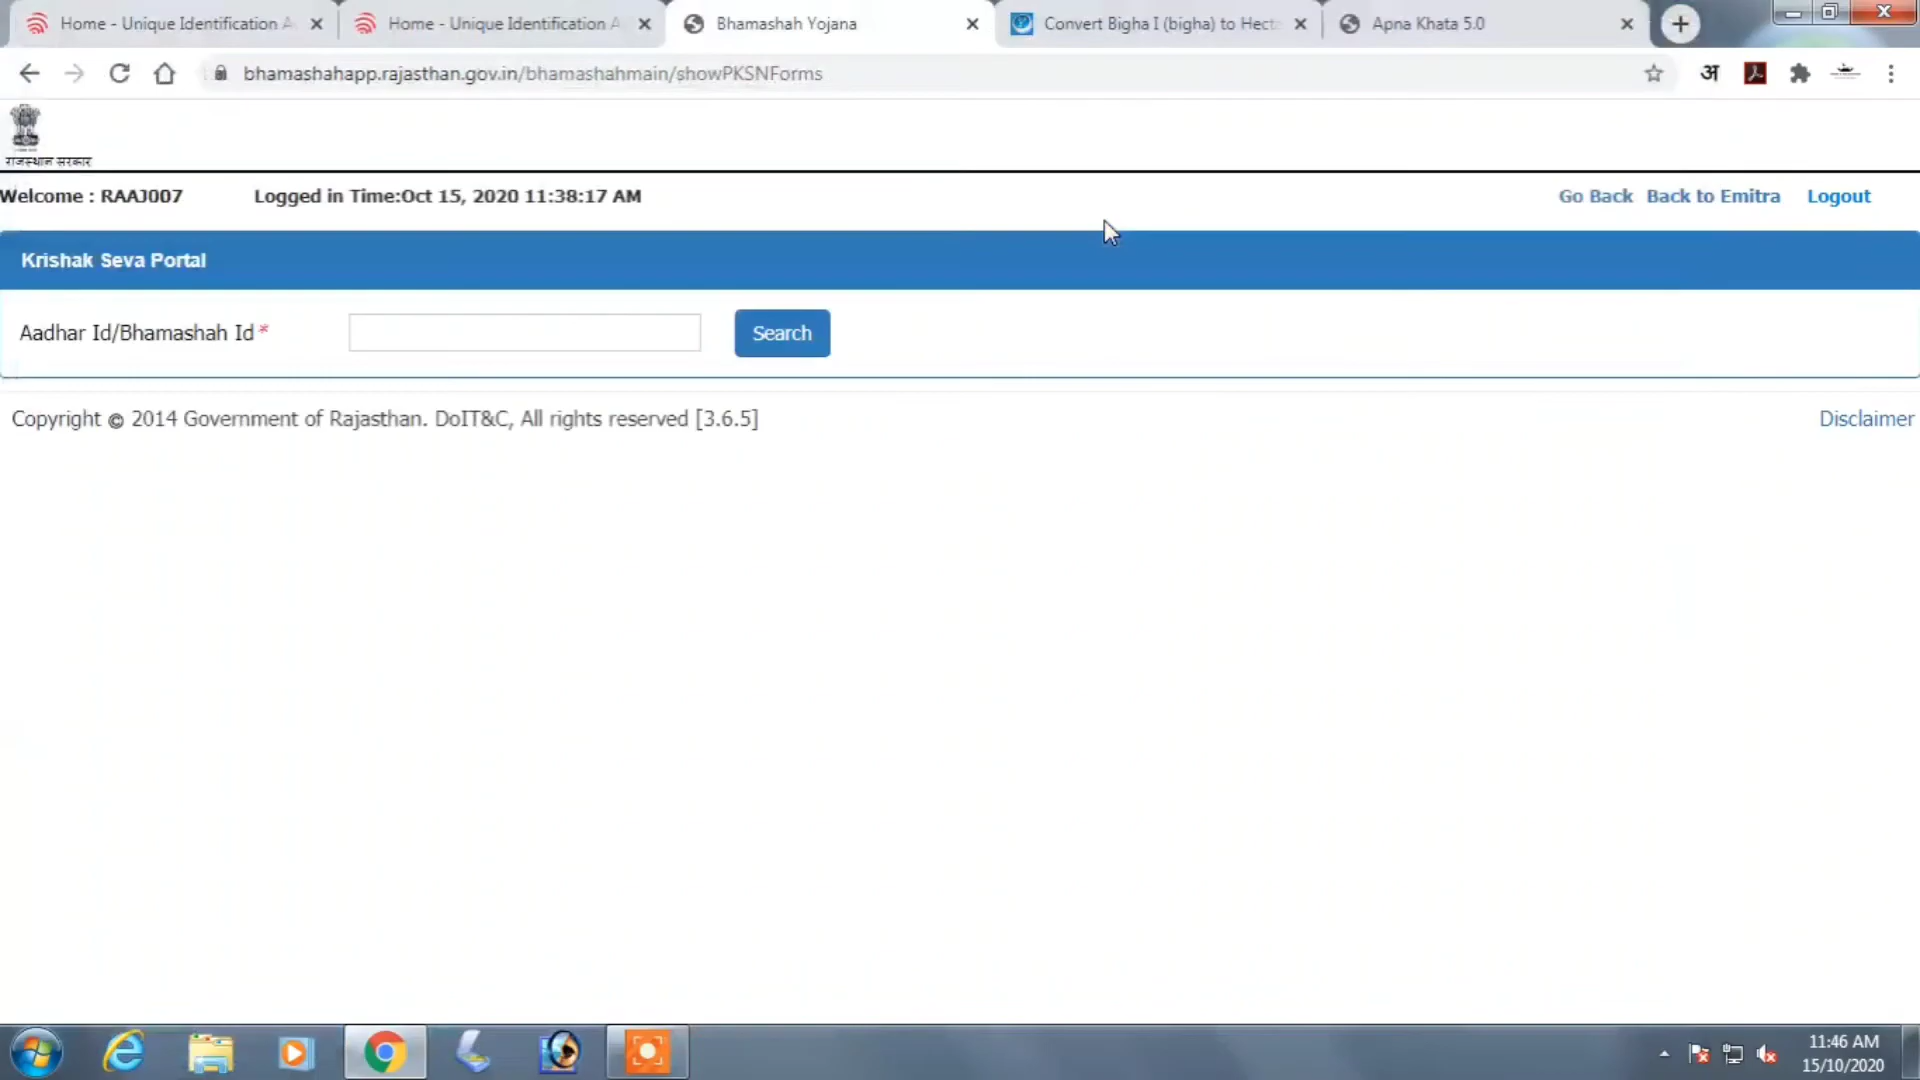 Home - Unique Identification A
Home - Unique Identification A
Bhamashah Yojana
Convert Bigha I (bigha) to Hect
Apna Khata 5.0
bhamashahapp.rajasthan.gov.in/bhamashahmain/showPKSNForms
अ
राजस्थान सरकार
Welcome : RAAJ007 Logged in Time:Oct 15, 2020 11:38:17 AM Go Back Back to Emitra Logout
Krishak Seva Portal
Aadhar Id/Bhamashah Id * Search
Copyright © 2014 Government of Rajasthan. DoIT&C, All rights reserved [3.6.5] Disclaimer
11:46 AM
15/10/2020